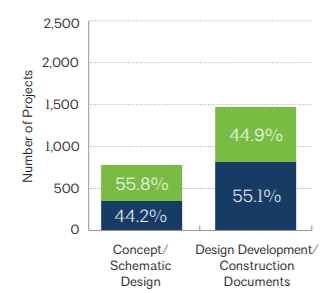 2,500
2,000
1,500
1,000
500
0
Number of Projects
55.8%
44.2%
44.9%
55.1%
Concept/
Schematic
Design
Design Development/
Construction
Documents